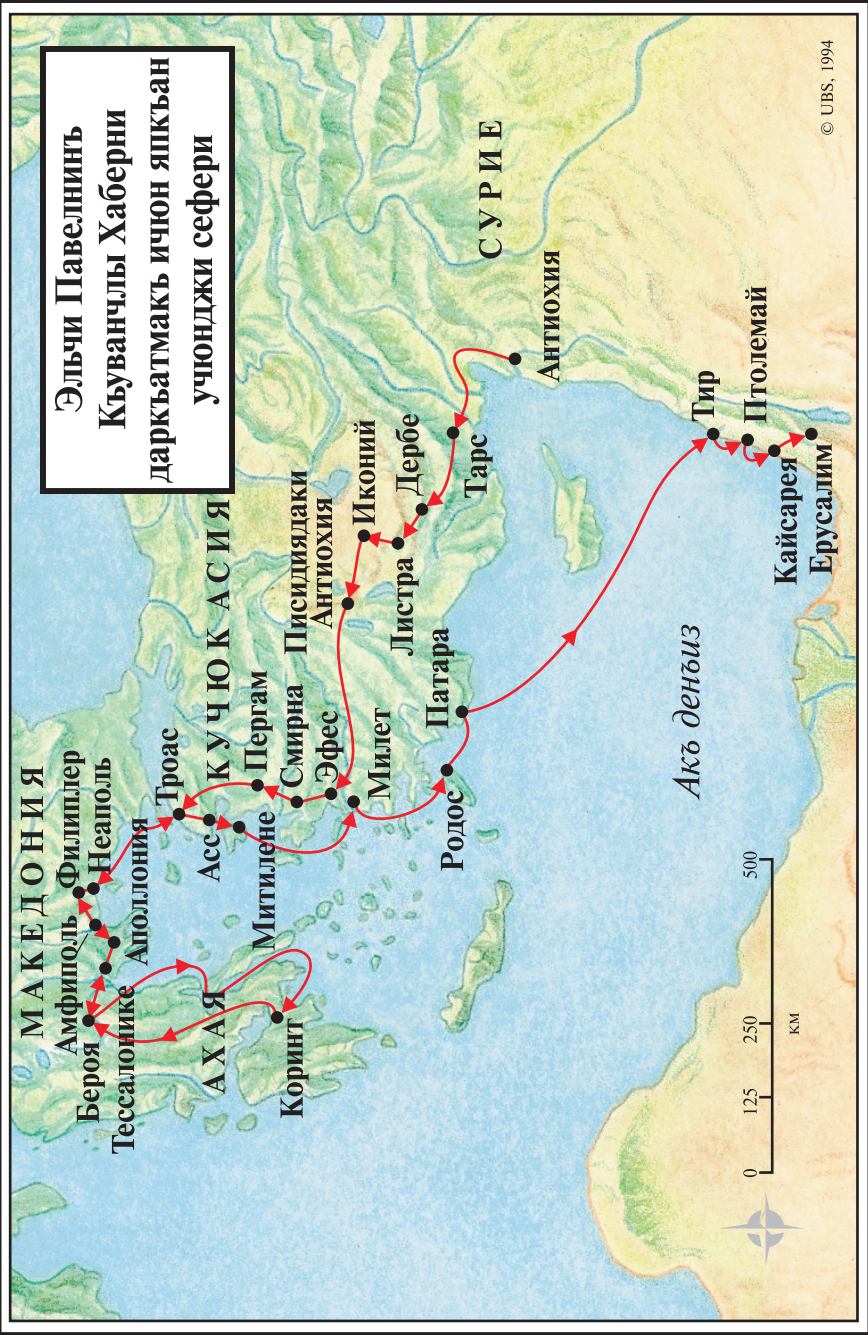 Эльчи Павелнинъ
Къуванчлы Хаберни
даркъатмакъ ичюн япкъан
учюнджи сефери
МАКЕДОНИЯ
Филиплер
Неаполь
Амфиполь
Аполлония
Бероя
Тессалонике
АХАЯ
Коринт
КУЧЮК АСИЯ
Троас
Асс
Митилене
Пергам
Смирна
Эфес
Милет
Родос
Патара
Писидиядаки
Антиохия
Иконий
Листра
Дербе
Тарс
СУРИЕ
Антиохия
Тир
Птолемай
Кайсарея
Ерусалим
Акъ денъиз
0 125 250 500
км
© UBS, 1994